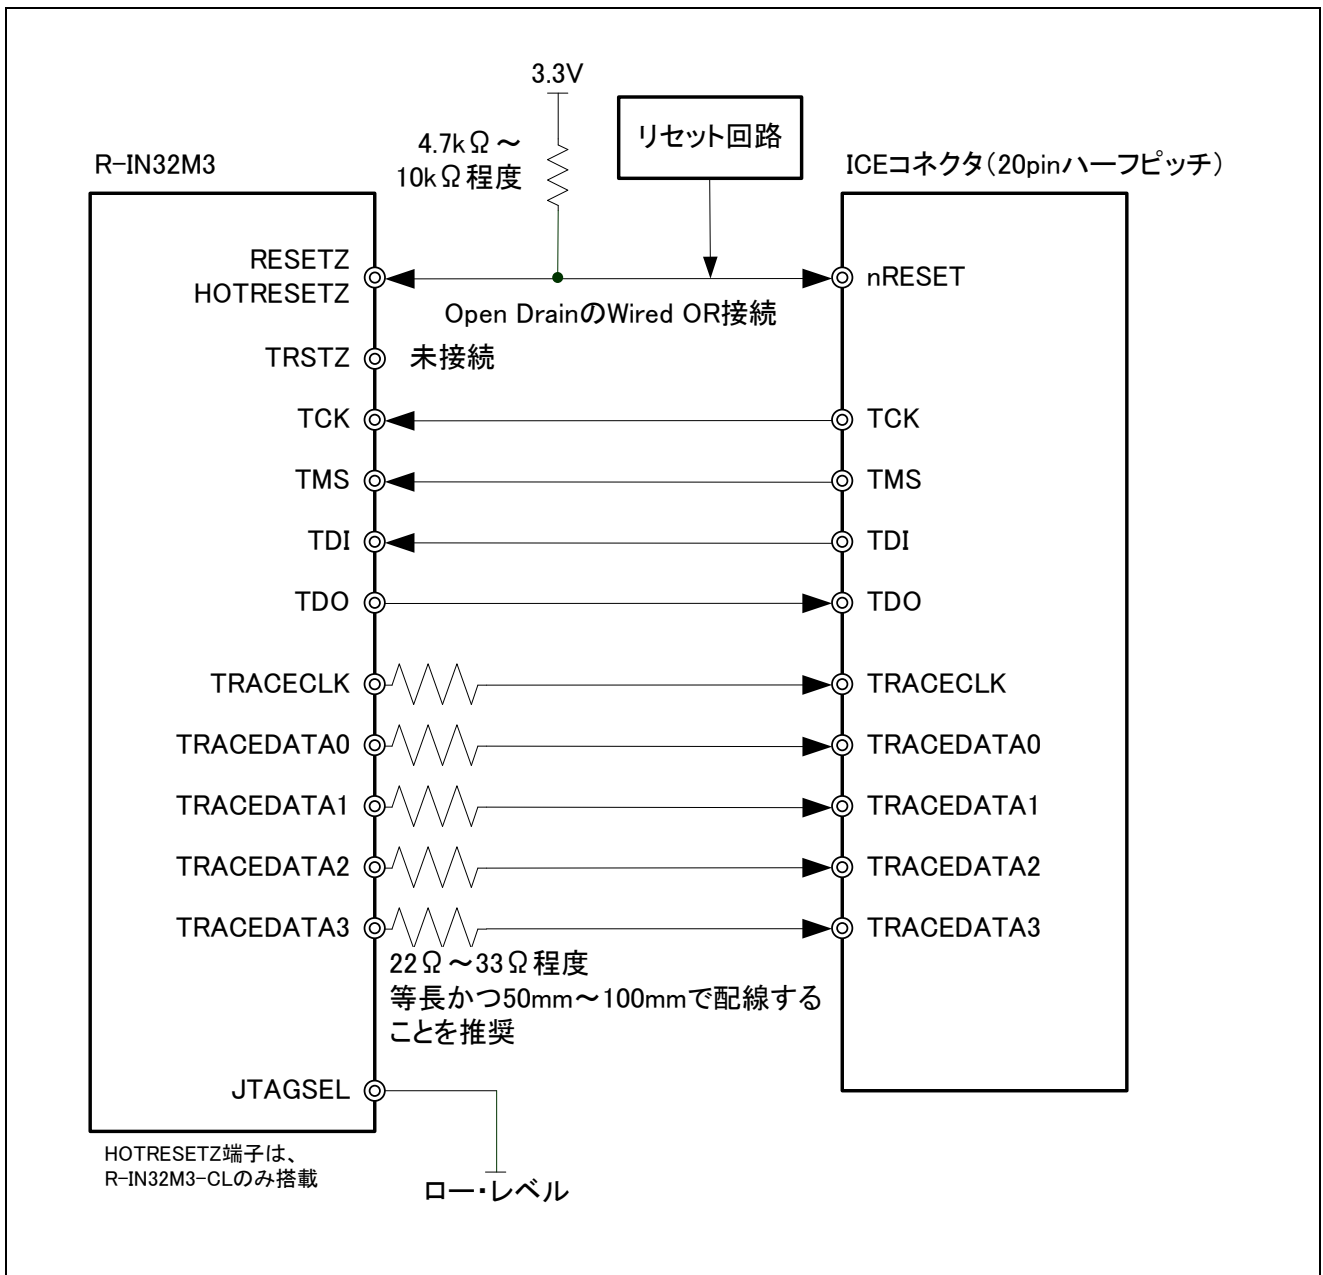 3.3V
4.7kΩ～
10kΩ程度
リセット回路
R-IN32M3
ICEコネクタ（20pinハーフピッチ）
RESETZ
HOTRESETZ
nRESET
Open DrainのWired OR接続
TRSTZ
未接続
TCK
TCK
TMS
TMS
TDI
TDI
TDO
TDO
TRACECLK
TRACECLK
TRACEDATA0
TRACEDATA0
TRACEDATA1
TRACEDATA1
TRACEDATA2
TRACEDATA2
TRACEDATA3
TRACEDATA3
22Ω～33Ω程度
等長かつ50mm～100mmで配線する
ことを推奨
JTAGSEL
HOTRESETZ端子は、
R-IN32M3-CLのみ搭載
ロー・レベル